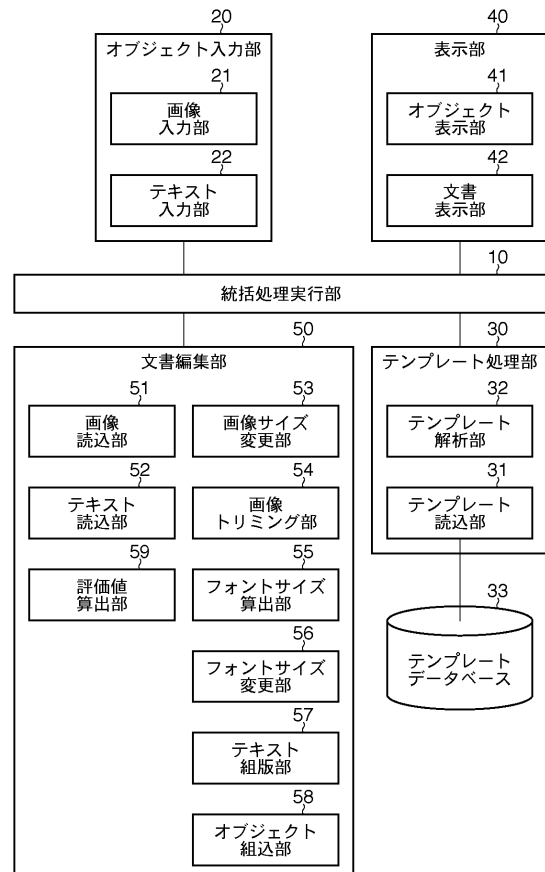 20
オブジェクト入力部
21
画像
入力部
22
テキスト
入力部
40
表示部
41
オブジェクト
表示部
42
文書
表示部
10
統括処理実行部
50
文書編集部
51
画像
読込部
52
テキスト
読込部
59
評価値
算出部
53
画像サイズ
変更部
54
画像
トリミング部
55
フォントサイズ
算出部
56
フォントサイズ
変更部
57
テキスト
組版部
58
オブジェクト
組込部
30
テンプレート処理部
32
テンプレート
解析部
31
テンプレート
読込部
33
テンプレート
データベース